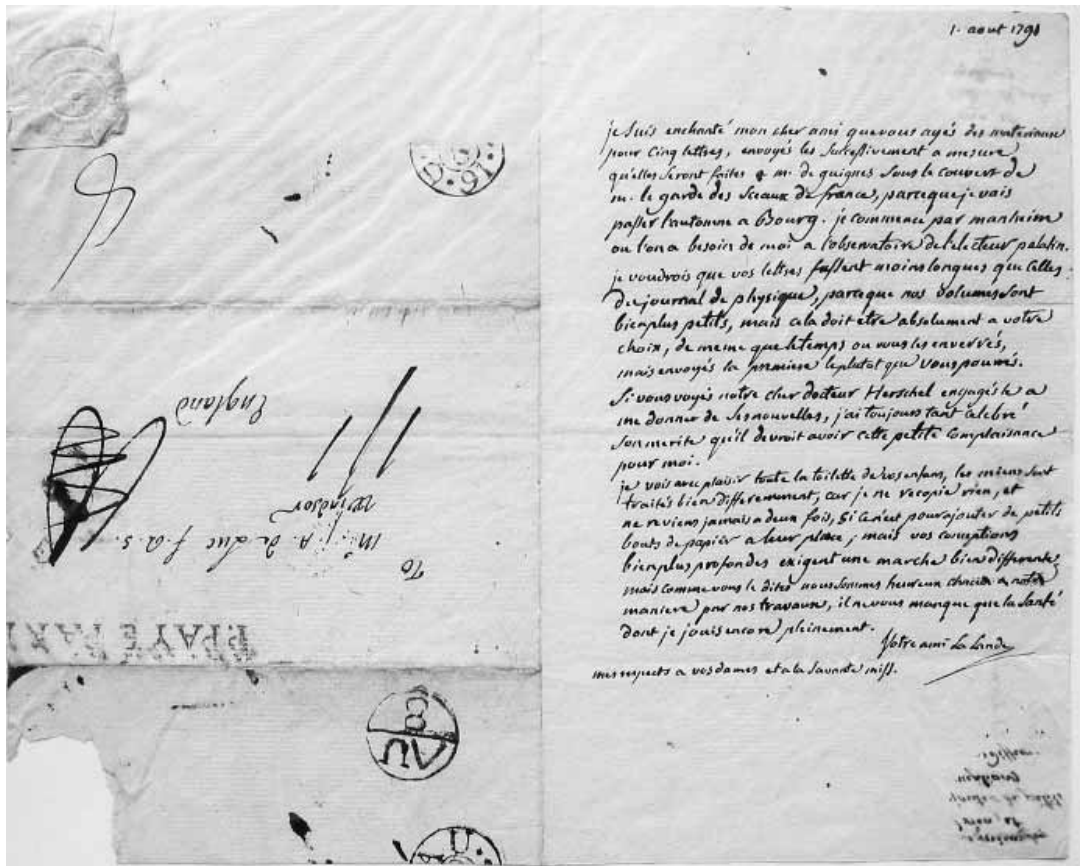 1. aout 1791
je suis enchanté mon cher ami que vous ayés des materiaux
pour cinq lettres, envoyés les successivement a mesure
qu'elles seront faites a m. de guignes sous le couvert de
m. le garde des sceaux de france, parceque je vais
passer l'automne a Bourg. je commence par manheim
ou l'on a besoin de moi a l'observatoire de l'electeur palatin.
je voudrois que vos lettres fussent moins longues que celles
du journal de physique, parceque nos volumes sont
bien plus petits, mais cela doit etre absolument a votre
choix, de meme que le temps ou vous les enverrés,
mais envoyés la premiere le plutot que vous pourrés.
Si vous voyés notre cher docteur Herschel engagés le a
me donner de ses nouvelles, j'ai toujours tant celebré
son merite qu'il devroit avoir cette petite complaisance
pour moi.
je vois avec plaisir toute la toilette de vos enfans, les miens sont
traités bien differemment, car je ne recopie rien, et
ne reviens jamais a deux fois, si ce n'est pour ajouter de petits
bouts de papier a leur place; mais vos conceptions
bien plus profondes exigent une marche bien differente,
mais comme vous le dites nous sommes heureux chacun a notre
maniere par nos travaux, il ne vous manque que la santé
dont je jouis encore pleinement.
Votre ami La Lande
mes respects a vos dames et a la savante miss.
To
M. j. A. de Luc f. R. S.
Windsor
England
AU